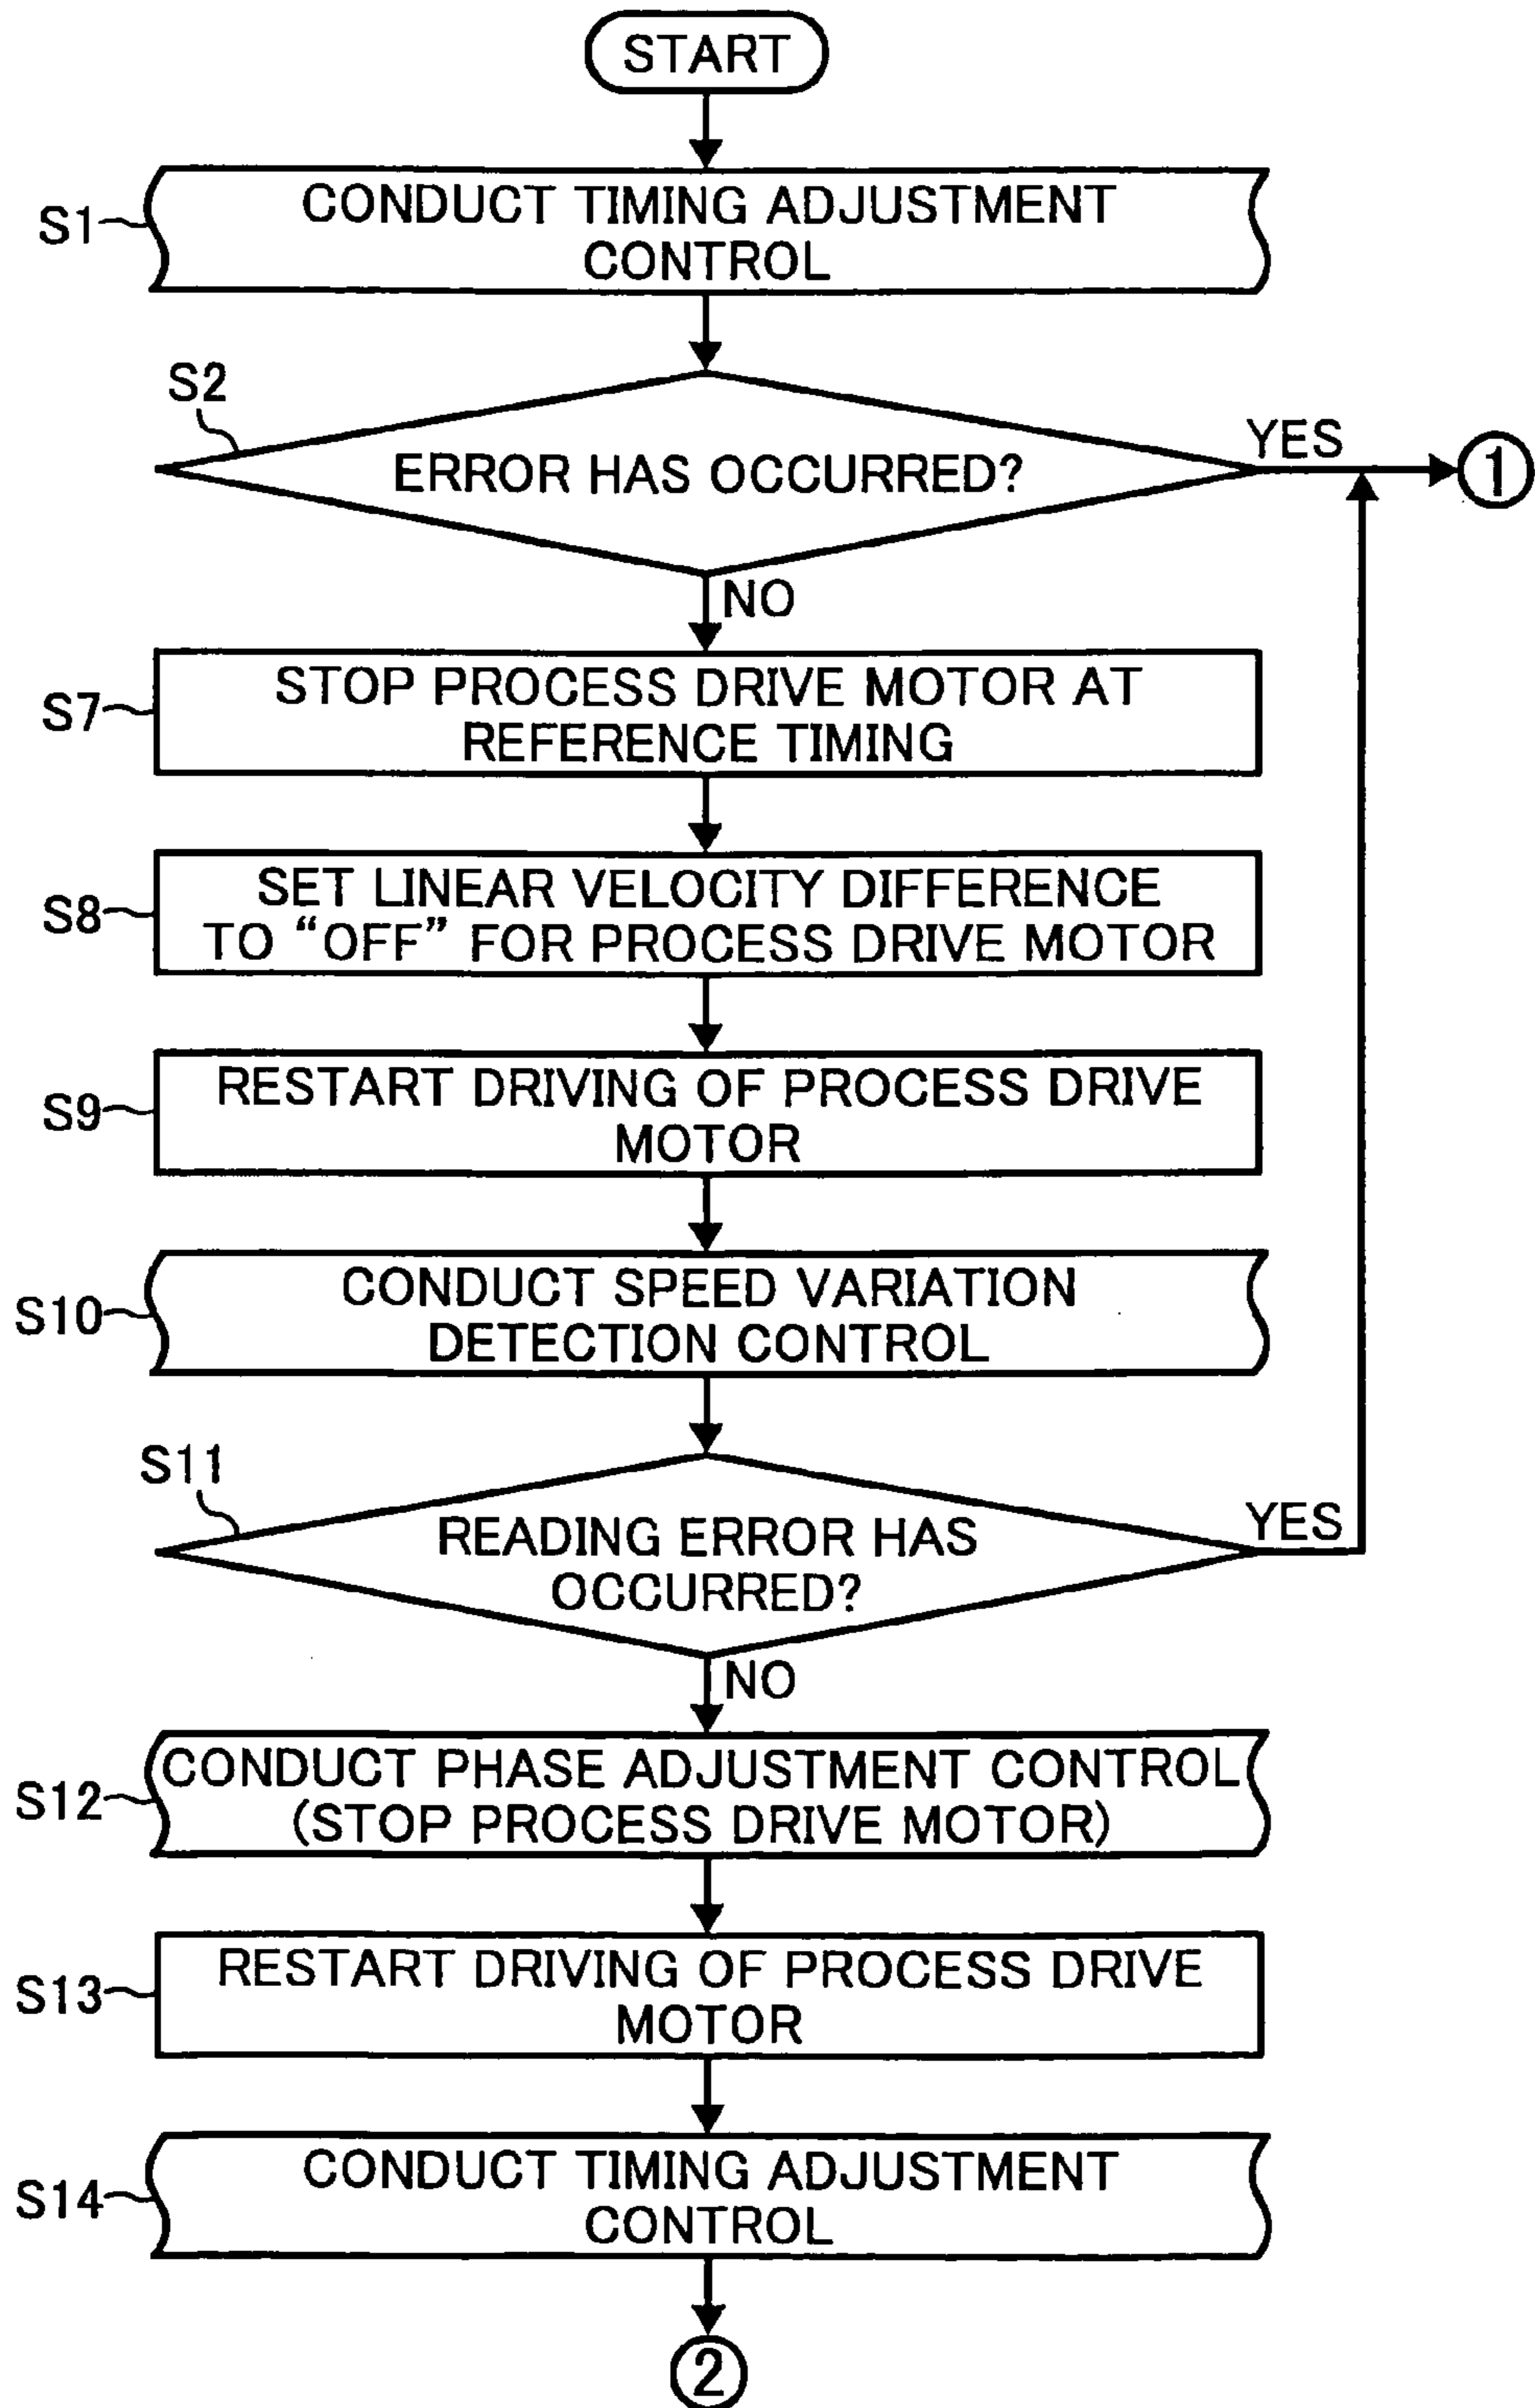 START
S1
CONDUCT TIMING ADJUSTMENT
CONTROL
S2
ERROR HAS OCCURRED?
YES
1
NO
S7
STOP PROCESS DRIVE MOTOR AT
REFERENCE TIMING
S8
SET LINEAR VELOCITY DIFFERENCE
TO “OFF” FOR PROCESS DRIVE MOTOR
S9
RESTART DRIVING OF PROCESS DRIVE
MOTOR
S10
CONDUCT SPEED VARIATION
DETECTION CONTROL
S11
READING ERROR HAS
OCCURRED?
YES
NO
S12
CONDUCT PHASE ADJUSTMENT CONTROL
(STOP PROCESS DRIVE MOTOR)
S13
RESTART DRIVING OF PROCESS DRIVE
MOTOR
S14
CONDUCT TIMING ADJUSTMENT
CONTROL
2